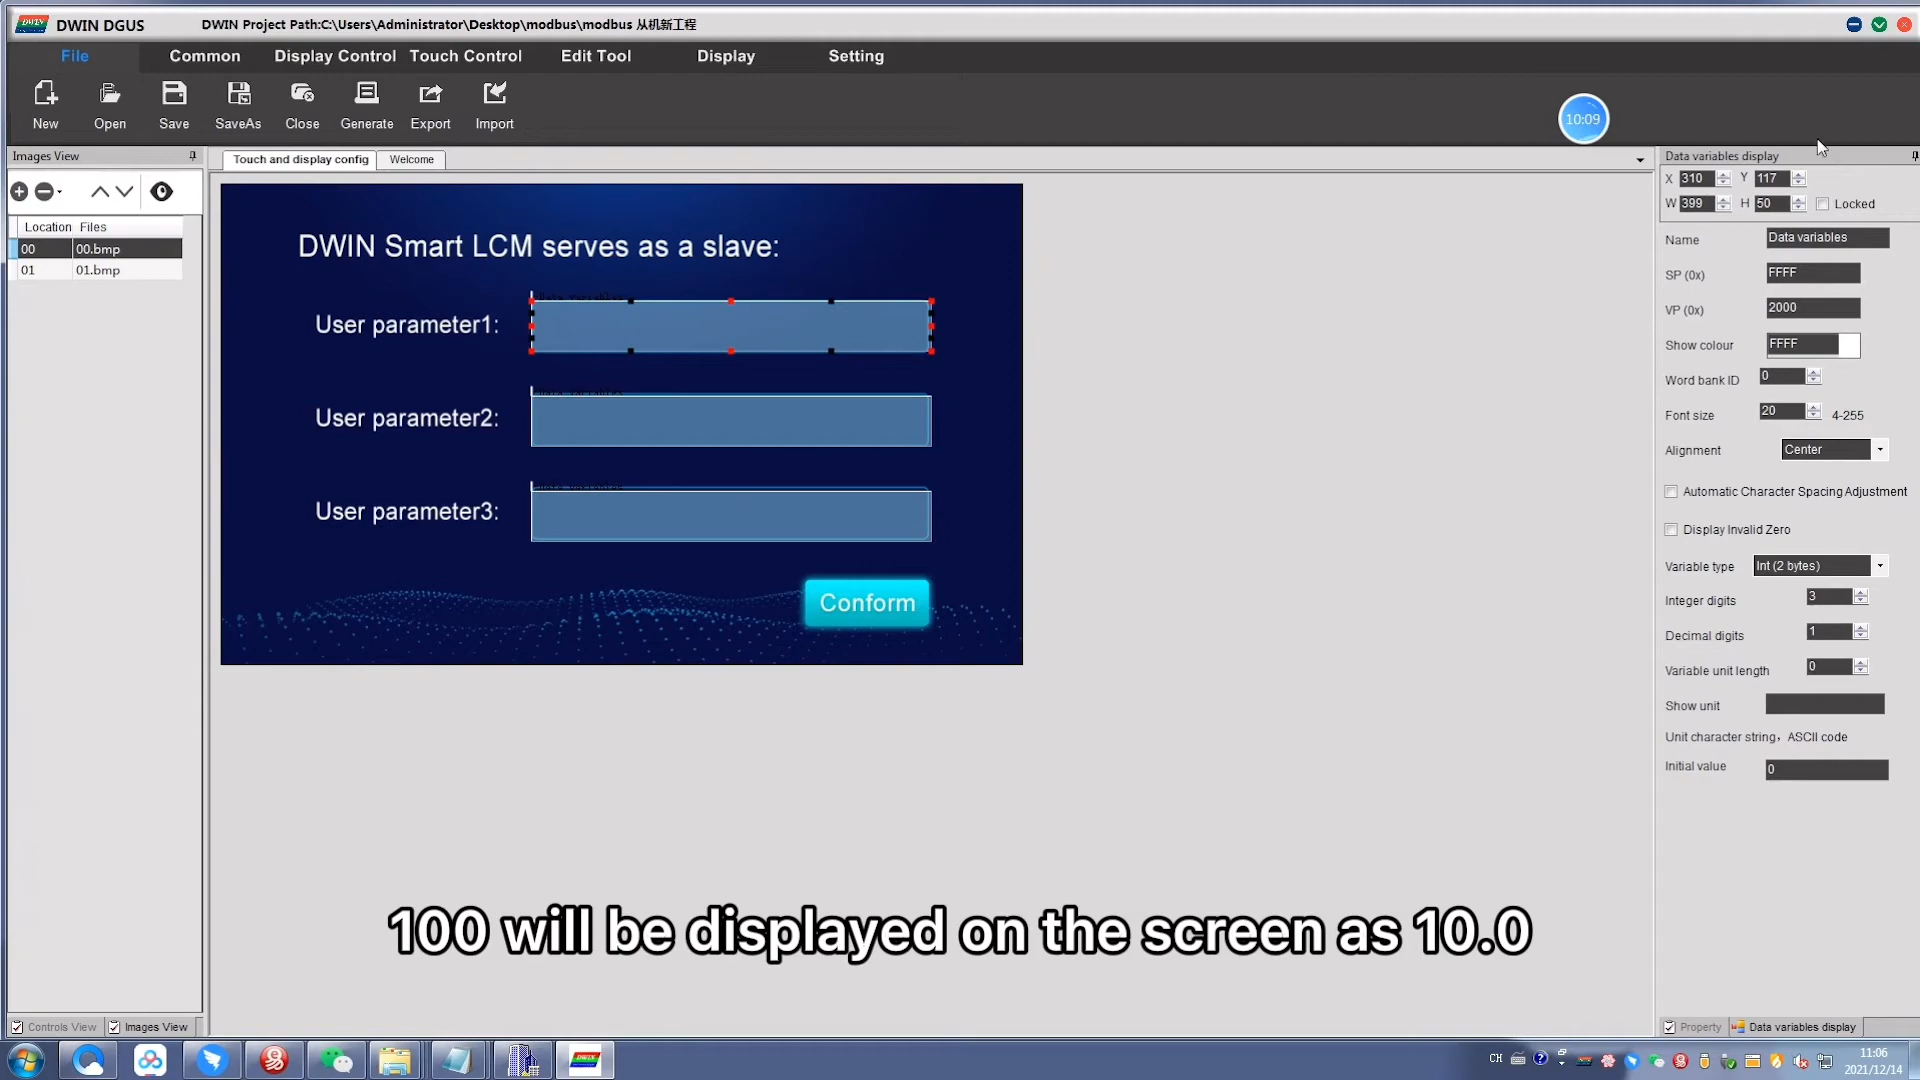 DWIN DGUS DWIN Project Path:C:\Users\Administrator\Desktop\modbus\modbus 从机新工程
File Common Display Control Touch Control Edit Tool Display Setting
New Open Save SaveAs Close Generate Export Import
10:09
Images View
Location Files
00 00.bmp
01 01.bmp
Controls View Images View
Touch and display config Welcome
DWIN Smart LCM serves as a slave:
User parameter1:
User parameter2:
User parameter3:
Conform
Data variables display
X 310 Y 117
W 399 H 50 Locked
Name Data variables
SP (0x) FFFF
VP (0x) 2000
Show colour FFFF
Word bank ID 0
Font size 20 4-255
Alignment Center
Automatic Character Spacing Adjustment
Display Invalid Zero
Variable type Int (2 bytes)
Integer digits 3
Decimal digits 1
Variable unit length 0
Show unit
Unit character string，ASCII code
Initial value 0
Property Data variables display
100 will be displayed on the screen as 10.0
CH 11:06
2021/12/14